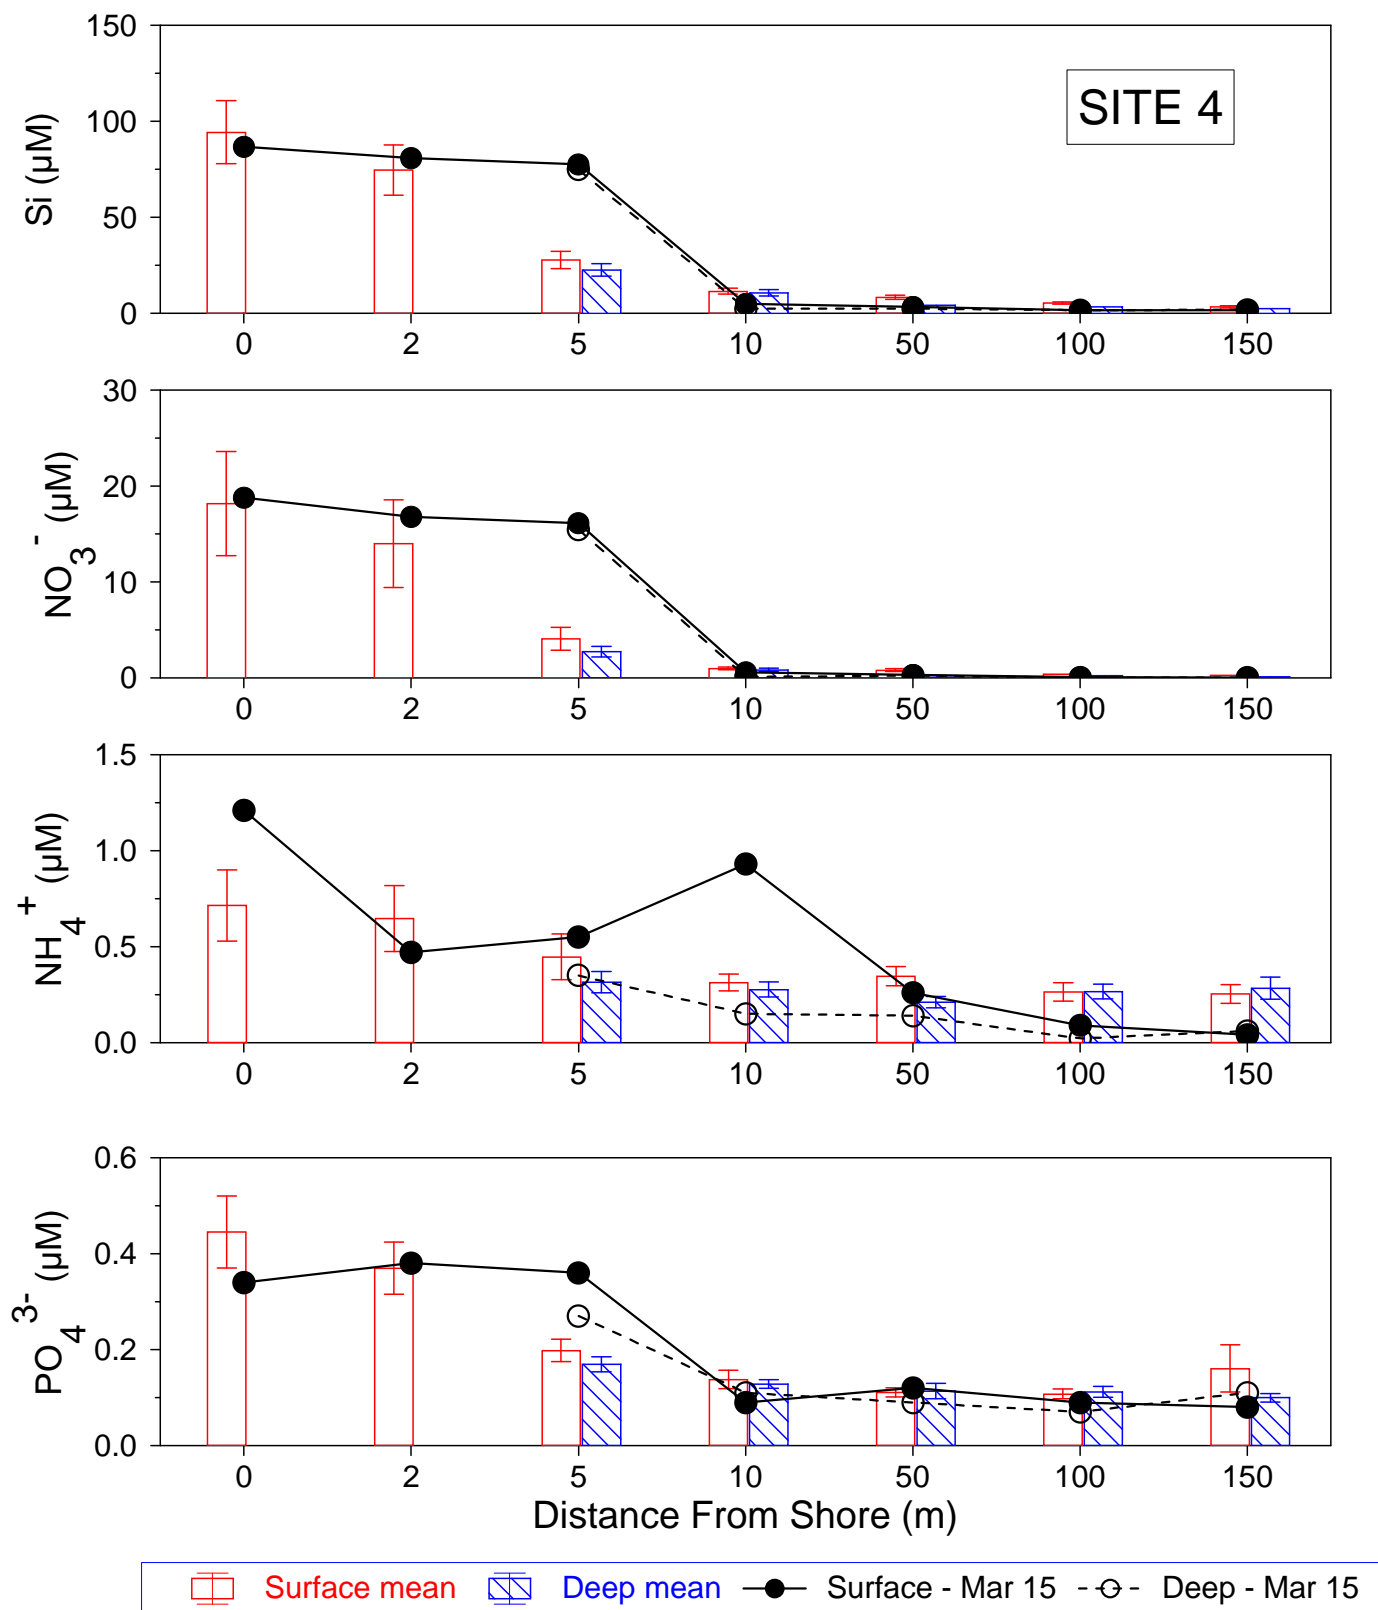 SITE 4
Si (µM)
150
100
50
0
0 2 5 10 50 100 150
NO3- (µM)
30
20
10
0
0 2 5 10 50 100 150
NH4+ (µM)
1.5
1.0
0.5
0.0
0 2 5 10 50 100 150
PO43- (µM)
0.6
0.4
0.2
0.0
0 2 5 10 50 100 150
Distance From Shore (m)
Surface mean Deep mean Surface - Mar 15 Deep - Mar 15